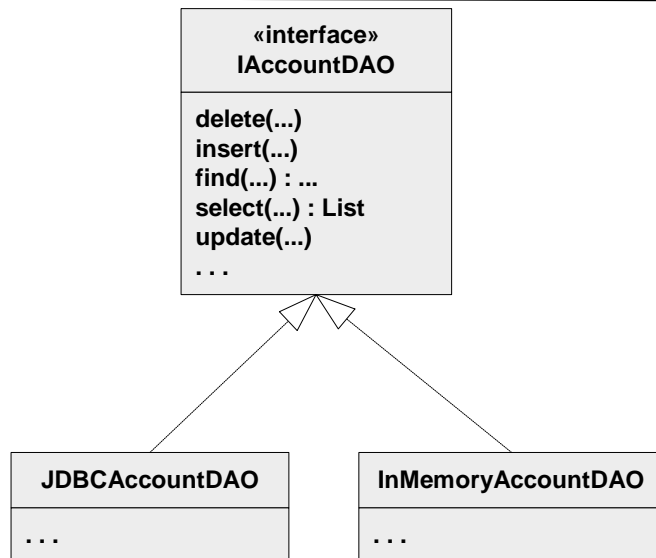 «interface»
IAccountDAO
delete(...)
insert(...)
find(...) : ...
select(...) : List
update(...)
. . .
JDBCAccountDAO
. . .
InMemoryAccountDAO
. . .